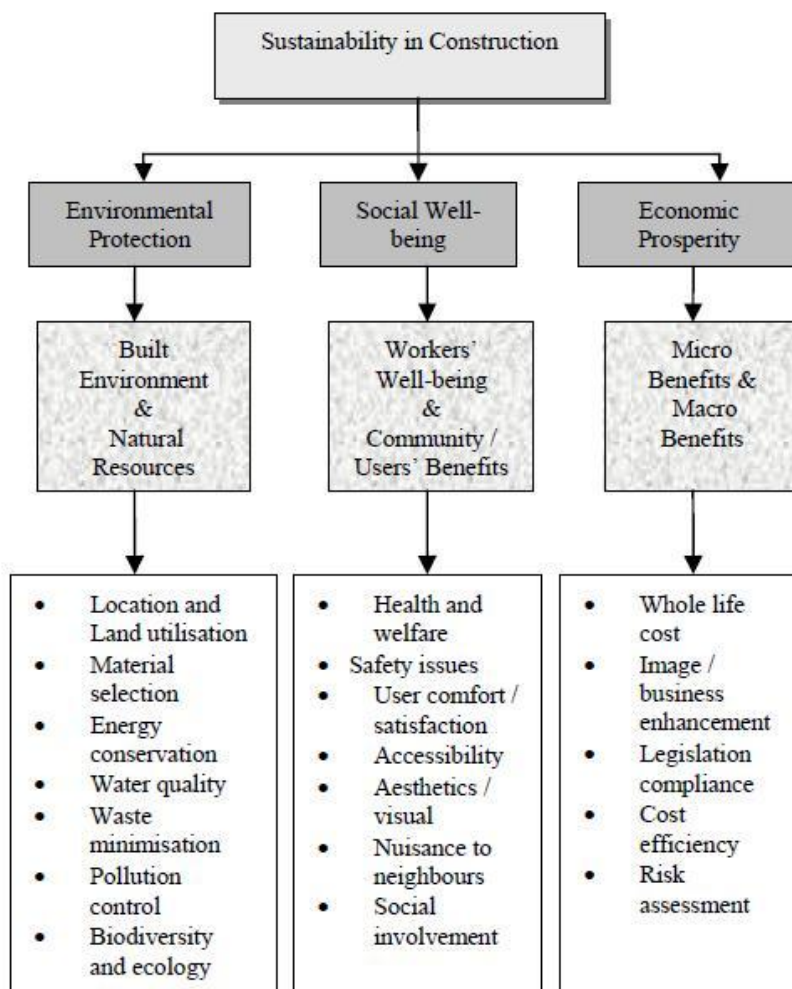 Sustainability in Construction
Environmental
Protection
Social Well-
being
Economic
Prosperity
Built
Environment
&
Natural
Resources
Workers'
Well-being
&
Community /
Users' Benefits
Micro
Benefits &
Macro
Benefits
• Location and
Land utilisation
• Material
selection
• Energy
conservation
• Water quality
• Waste
minimisation
• Pollution
control
• Biodiversity
and ecology
• Health and
welfare
• Safety issues
• User comfort /
satisfaction
• Accessibility
• Aesthetics /
visual
• Nuisance to
neighbours
• Social
involvement
• Whole life
cost
• Image /
business
enhancement
• Legislation
compliance
• Cost
efficiency
• Risk
assessment